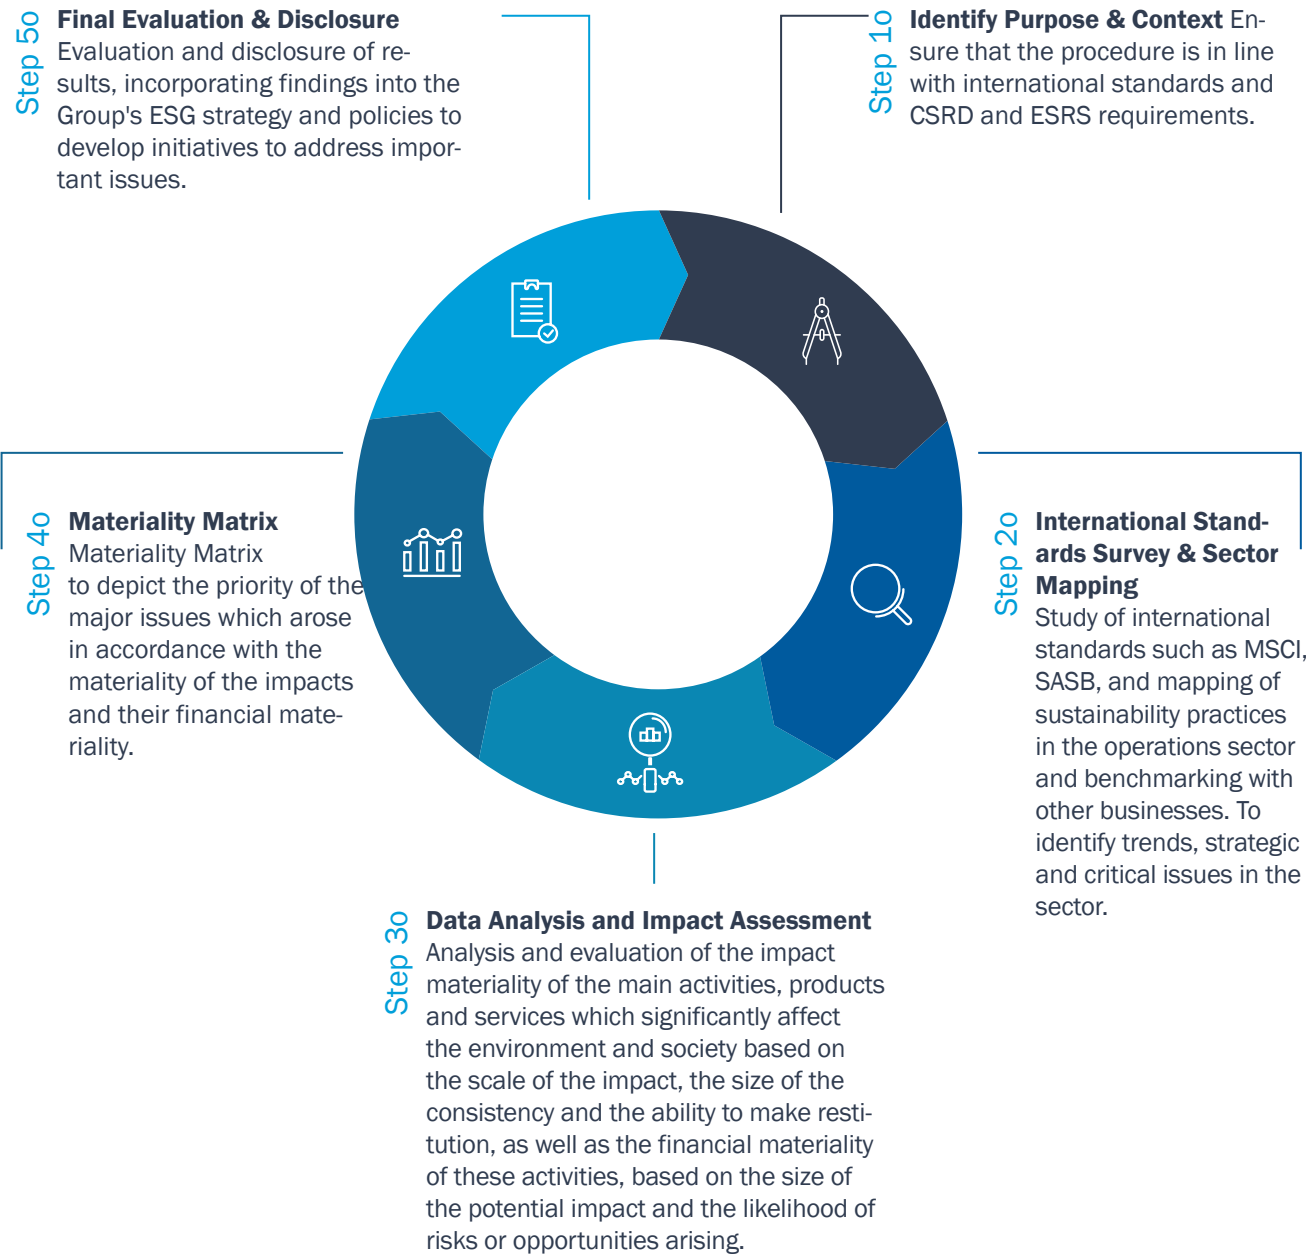 Step 1o
Identify Purpose & Context En-
sure that the procedure is in line
with international standards and
CSRD and ESRS requirements.
Step 2o
International Stand-
ards Survey & Sector
Mapping
Study of international
standards such as MSCI,
SASB, and mapping of
sustainability practices
in the operations sector
and benchmarking with
other businesses. To
identify trends, strategic
and critical issues in the
sector.
Step 3o
Data Analysis and Impact Assessment
Analysis and evaluation of the impact
materiality of the main activities, products
and services which significantly affect
the environment and society based on
the scale of the impact, the size of the
consistency and the ability to make resti-
tution, as well as the financial materiality
of these activities, based on the size of
the potential impact and the likelihood of
risks or opportunities arising.
Step 4o
Materiality Matrix
Materiality Matrix
to depict the priority of the
major issues which arose
in accordance with the
materiality of the impacts
and their financial mate-
riality.
Step 5o
Final Evaluation & Disclosure
Evaluation and disclosure of re-
sults, incorporating findings into the
Group's ESG strategy and policies to
develop initiatives to address impor-
tant issues.